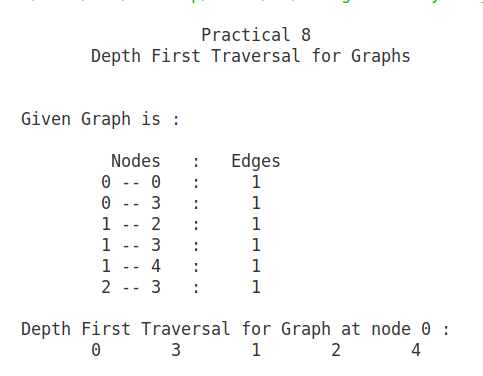 Practical 8
Depth First Traversal for Graphs
Given Graph is :
Nodes : Edges
0 -- 0 : 1
0 -- 3 : 1
1 -- 2 : 1
1 -- 3 : 1
1 -- 4 : 1
2 -- 3 : 1
Depth First Traversal for Graph at node 0 :
0 3 1 2 4